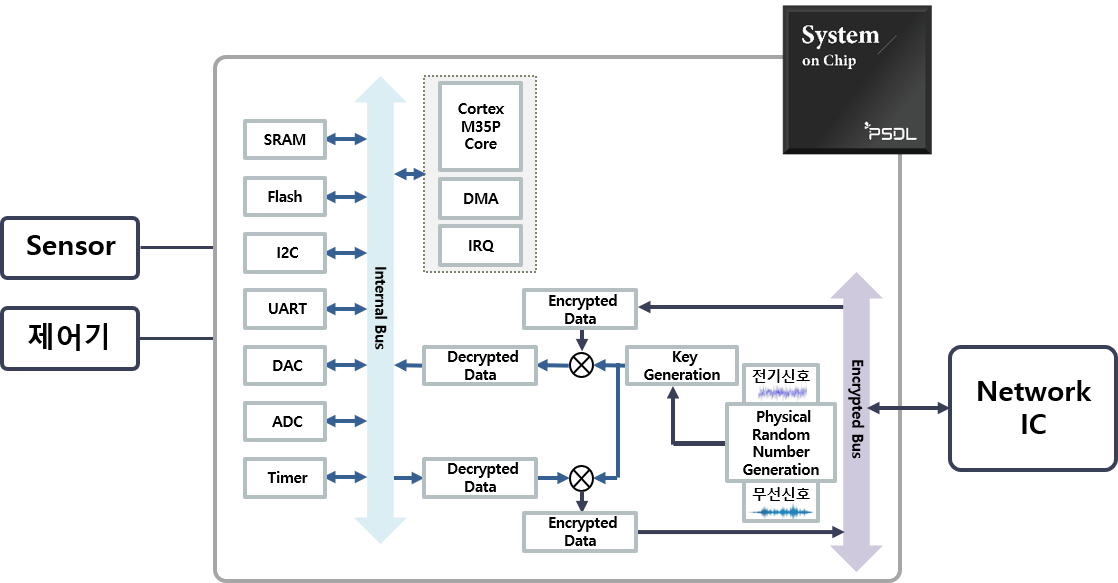 System
on Chip
PSDL
Cortex
M35P
Core
DMA
IRQ
SRAM
Flash
I2C
UART
DAC
ADC
Timer
Internal Bus
Sensor
제어기
Encrypted
Data
Decrypted
Data
Key
Generation
전기신호
Physical
Random
Number
Generation
무선신호
Decrypted
Data
Encrypted
Data
Encrypted Bus
Network
IC